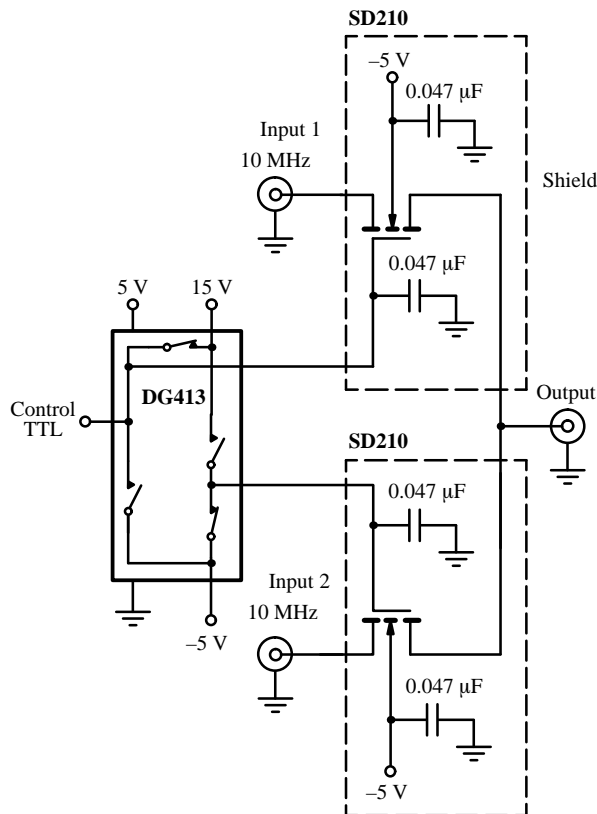 SD210
–5 V
0.047 µF
Input 1
10 MHz
Shield
0.047 µF
5 V
15 V
DG413
Control
TTL
Output
SD210
0.047 µF
Input 2
10 MHz
–5 V
0.047 µF
–5 V